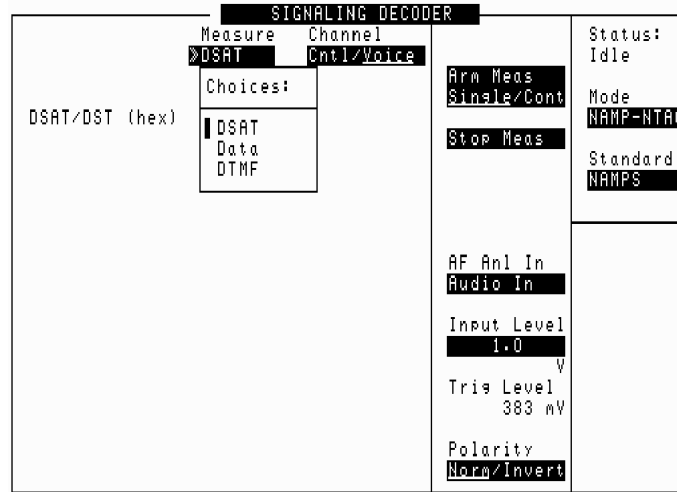 SIGNALING DECODER
Measure
DSAT
Channel
Cntl/Voice
Choices:
DSAT
Data
DTMF
DSAT/DST (hex)
Arm Meas
Single/Cont
Stop Meas
AF Anl In
Audio In
Input Level
1.0
V
Trig Level
383 mV
Polarity
Norm/Invert
Status:
Idle
Mode
Standard
NAMPS